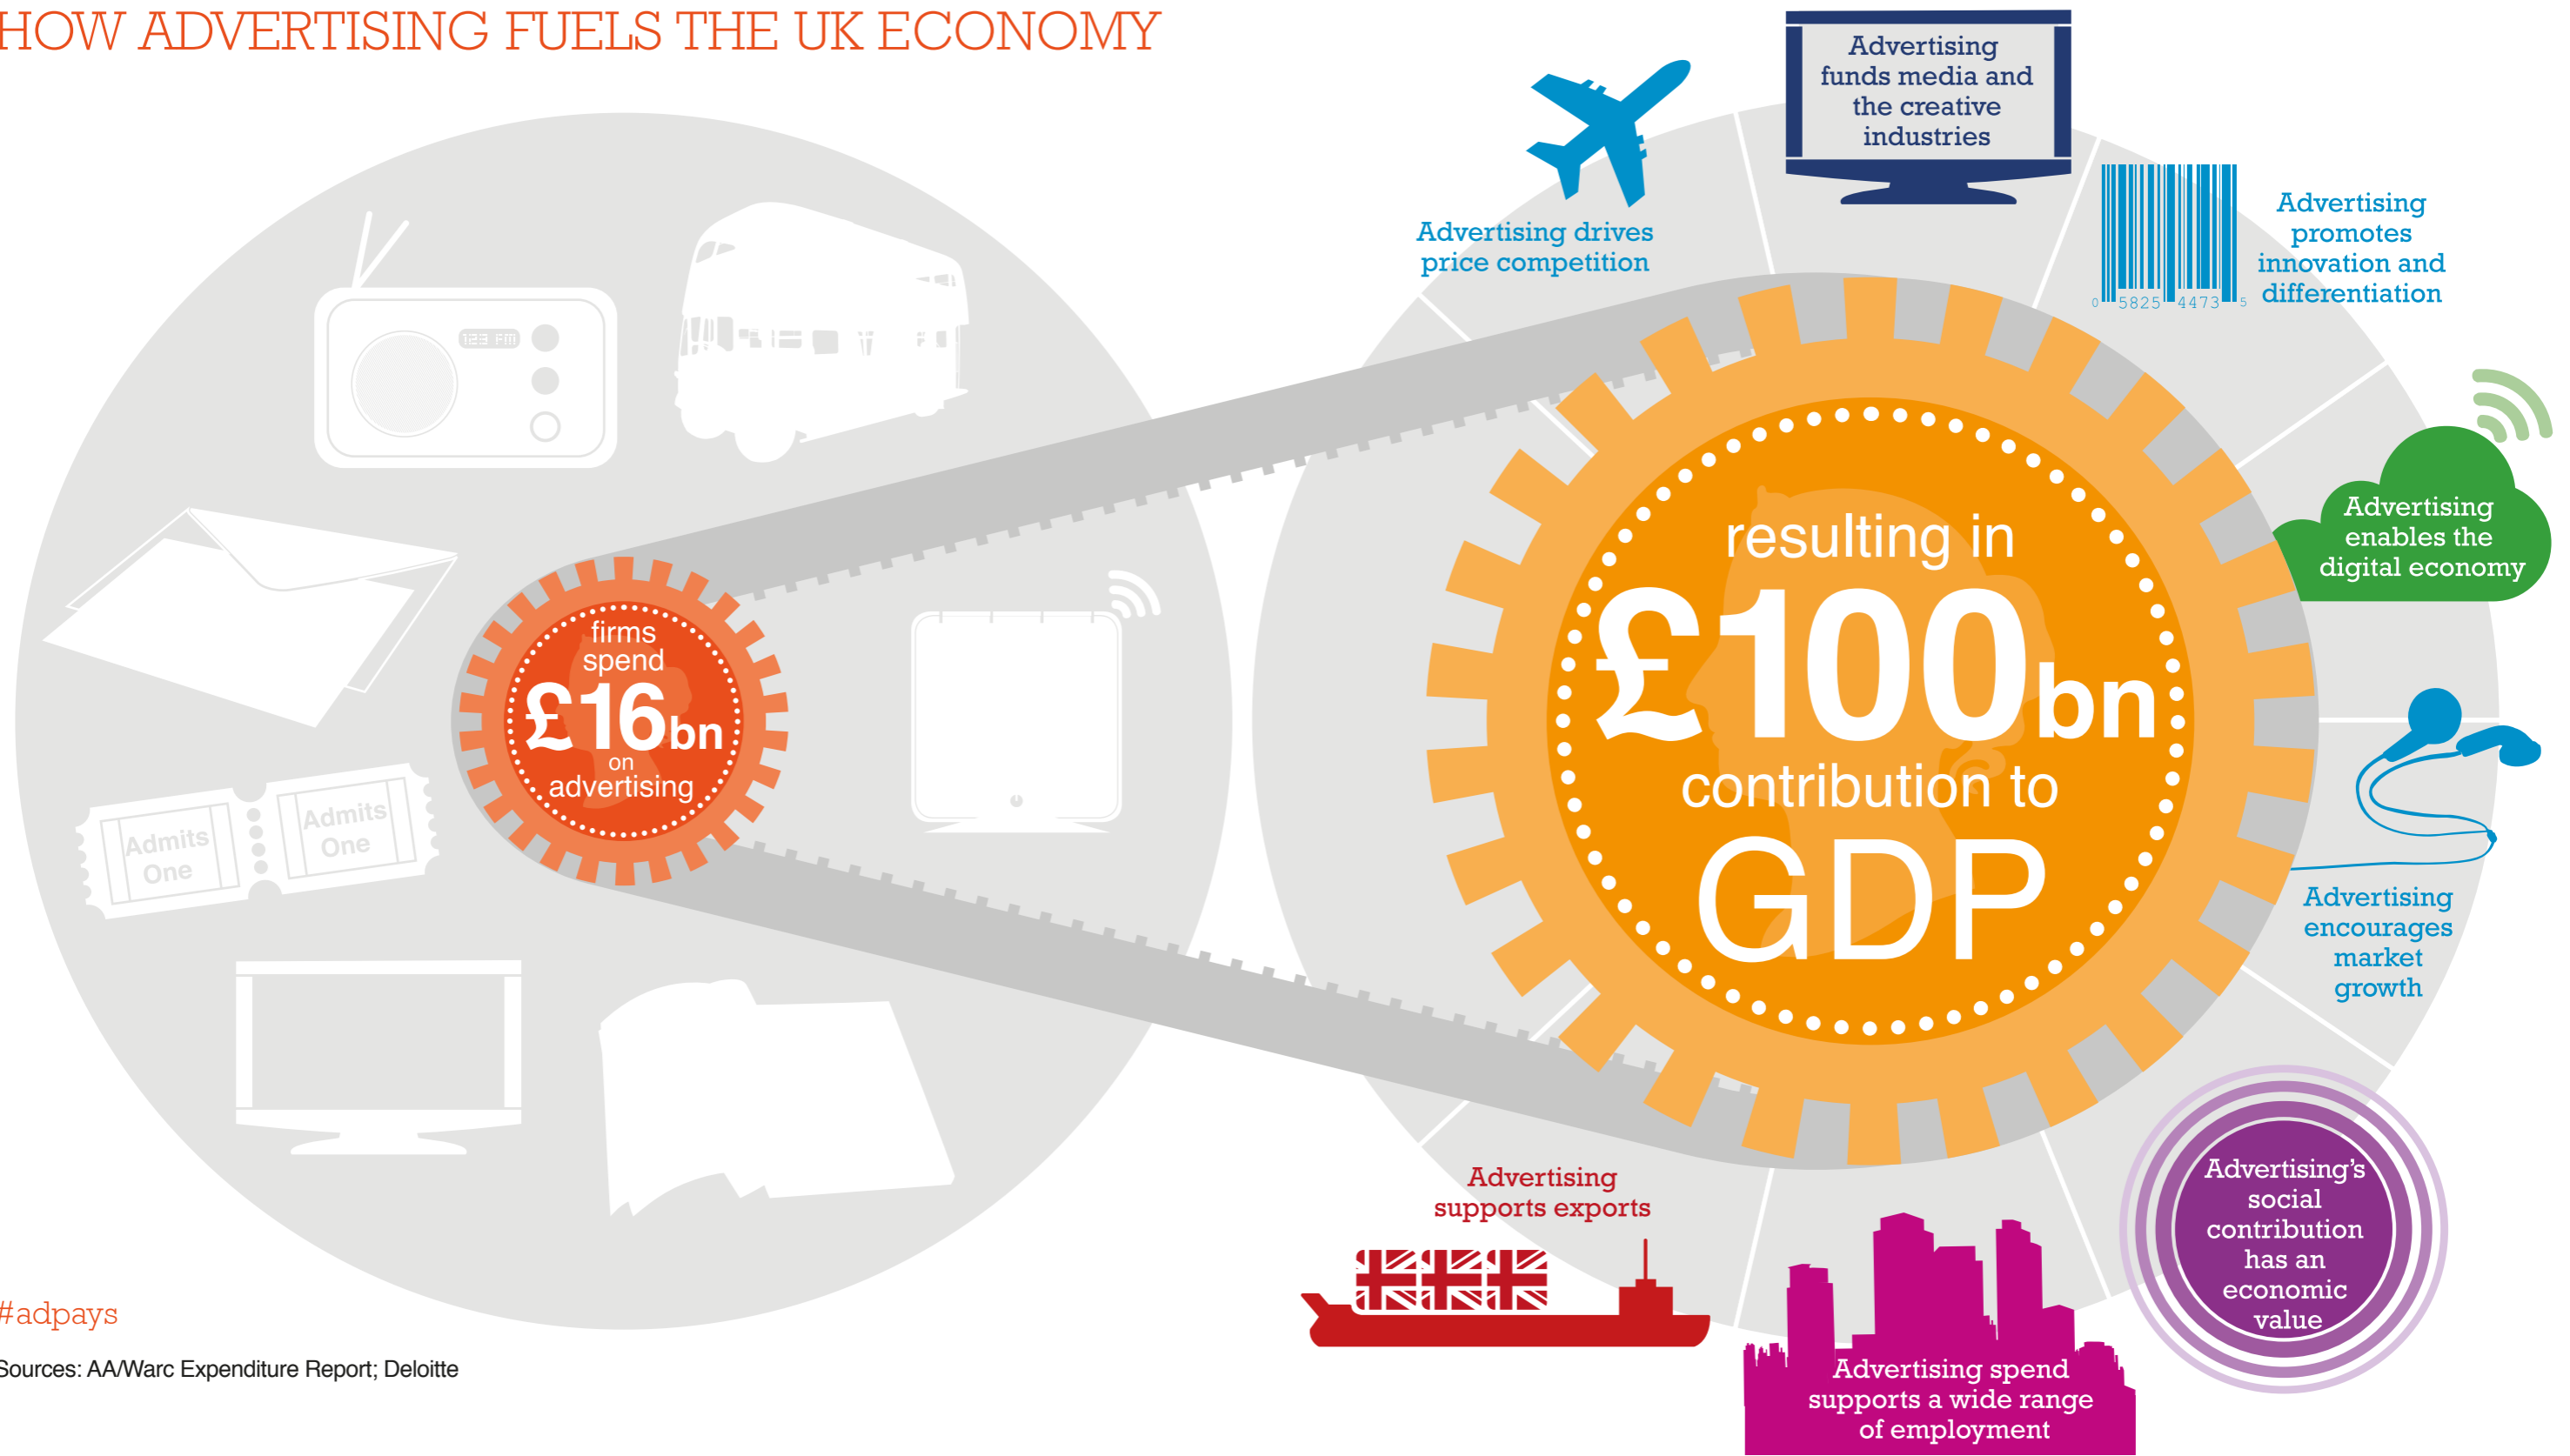 HOW ADVERTISING FUELS THE UK ECONOMY
123 FM
Admits
One
Admits
One
firms
spend
£16bn
on
advertising
resulting in
£100bn
contribution to
GDP
Advertising drives
price competition
Advertising
funds media and
the creative
industries
0 5825 4473 5
Advertising
promotes
innovation and
differentiation
Advertising
enables the
digital economy
Advertising
encourages
market
growth
Advertising's
social
contribution
has an
economic
value
Advertising spend
supports a wide range
of employment
Advertising
supports exports
#adpays
Sources: AA/Warc Expenditure Report; Deloitte